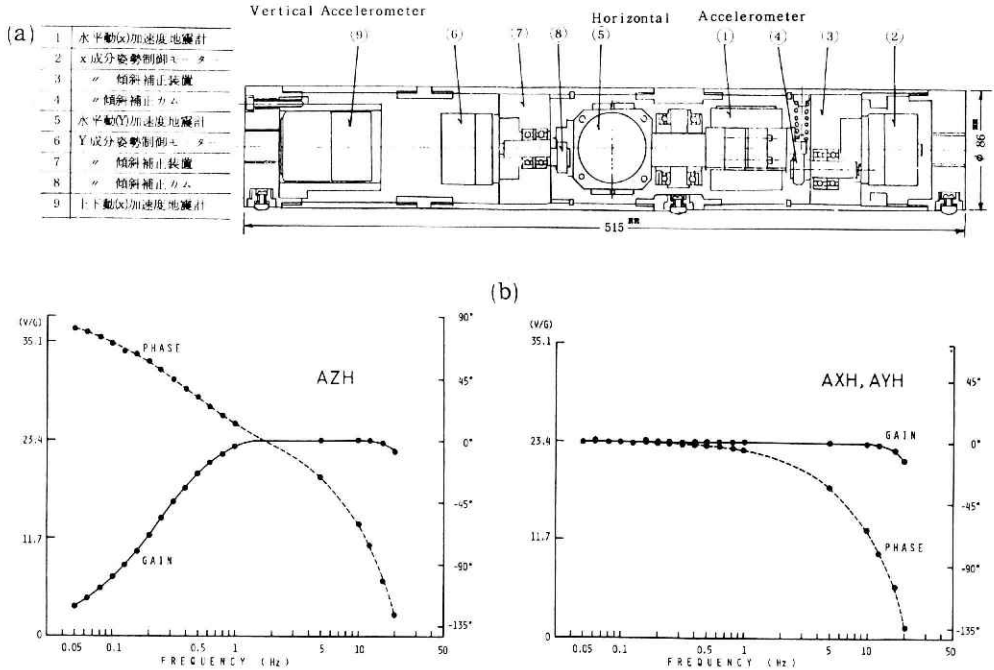 Vertical Accelerometer
Horizontal Accelerometer
(a)
1 水平動(x)加速度地震計
2 x成分姿勢制御モーター
3 〃 傾斜補正装置
4 〃傾斜補正カム
5 水平動(Y)加速度地震計
6 Y成分姿勢制御モーター
7 〃 傾斜補正装置
8 〃 傾斜補正カム
9 上下動(x)加速度地震計
(9) (6) (7) (8) (5) (1) (4) (3) (2)
φ 86 mm
515 mm
(b)
(V/G)
35.1
23.4
11.7
0
PHASE
AZH
GAIN
90°
45°
0°
-45°
-90°
-135°
0.05 0.1 0.5 1 5 10 50
FREQUENCY (Hz)
(V/G)
35.1
23.4
11.7
0
AXH, AYH
GAIN
PHASE
45°
0°
-45°
-90°
-135°
0.05 0.1 0.5 1 5 10 50
FREQUENCY (Hz)